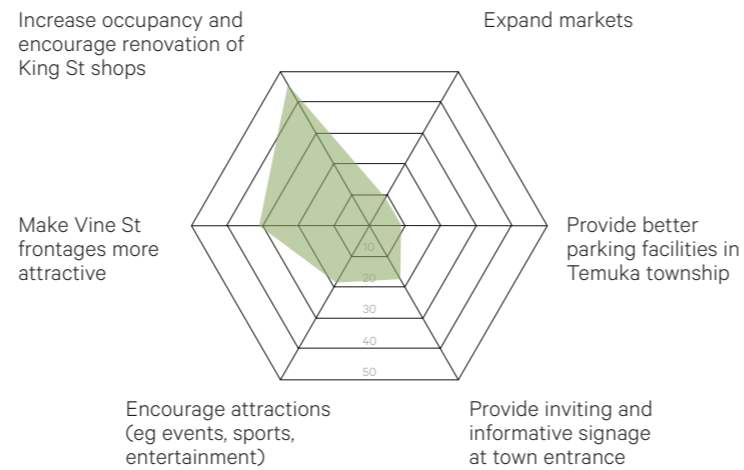 Increase occupancy and
encourage renovation of
King St shops
Expand markets
Make Vine St
frontages more
attractive
Provide better
parking facilities in
Temuka township
10
20
30
40
50
Encourage attractions
(eg events, sports,
entertainment)
Provide inviting and
informative signage
at town entrance